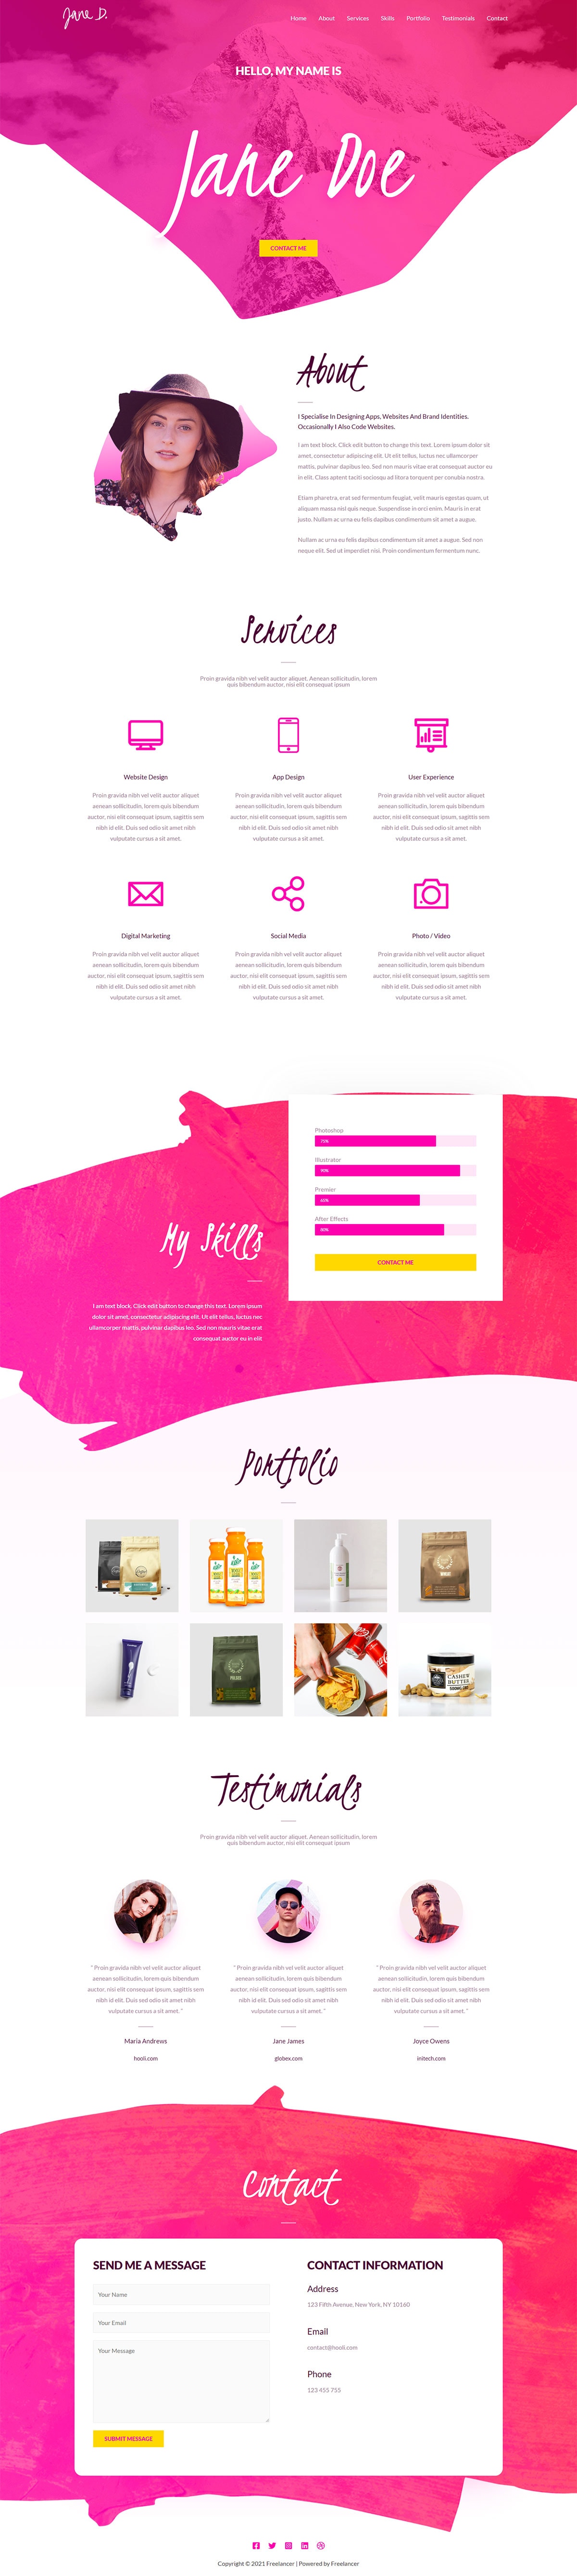 Jane D.
Home About Services Skills Portfolio Testimonials Contact
HELLO, MY NAME IS
Jane Doe
CONTACT ME
About
I Specialise In Designing Apps, Websites And Brand Identities.
Occasionally I Also Code Websites.
I am text block. Click edit button to change this text. Lorem ipsum dolor sit
amet, consectetur adipiscing elit. Ut elit tellus, luctus nec ullamcorper
mattis, pulvinar dapibus leo. Sed non mauris vitae erat consequat auctor eu
in elit. Class aptent taciti sociosqu ad litora torquent per conubia nostra.
Etiam pharetra, erat sed fermentum feugiat, velit mauris egestas quam, ut
aliquam massa nisl quis neque. Suspendisse in orci enim. Mauris in erat
justo. Nullam ac urna eu felis dapibus condimentum sit amet a augue.
Nullam ac urna eu felis dapibus condimentum sit amet a augue. Sed non
neque elit. Sed ut imperdiet nisi. Proin condimentum fermentum nunc.
Services
Proin gravida nibh vel velit auctor aliquet. Aenean sollicitudin, lorem
quis bibendum auctor, nisi elit consequat ipsum
Website Design
Proin gravida nibh vel velit auctor aliquet
aenean sollicitudin, lorem quis bibendum
auctor, nisi elit consequat ipsum, sagittis sem
nibh id elit. Duis sed odio sit amet nibh
vulputate cursus a sit amet.
App Design
Proin gravida nibh vel velit auctor aliquet
aenean sollicitudin, lorem quis bibendum
auctor, nisi elit consequat ipsum, sagittis sem
nibh id elit. Duis sed odio sit amet nibh
vulputate cursus a sit amet.
User Experience
Proin gravida nibh vel velit auctor aliquet
aenean sollicitudin, lorem quis bibendum
auctor, nisi elit consequat ipsum, sagittis sem
nibh id elit. Duis sed odio sit amet nibh
vulputate cursus a sit amet.
Digital Marketing
Proin gravida nibh vel velit auctor aliquet
aenean sollicitudin, lorem quis bibendum
auctor, nisi elit consequat ipsum, sagittis sem
nibh id elit. Duis sed odio sit amet nibh
vulputate cursus a sit amet.
Social Media
Proin gravida nibh vel velit auctor aliquet
aenean sollicitudin, lorem quis bibendum
auctor, nisi elit consequat ipsum, sagittis sem
nibh id elit. Duis sed odio sit amet nibh
vulputate cursus a sit amet.
Photo / Video
Proin gravida nibh vel velit auctor aliquet
aenean sollicitudin, lorem quis bibendum
auctor, nisi elit consequat ipsum, sagittis sem
nibh id elit. Duis sed odio sit amet nibh
vulputate cursus a sit amet.
My Skills
I am text block. Click edit button to change this text. Lorem ipsum
dolor sit amet, consectetur adipiscing elit. Ut elit tellus, luctus nec
ullamcorper mattis, pulvinar dapibus leo. Sed non mauris vitae erat
consequat auctor eu in elit
Photoshop
75%
Illustrator
90%
Premier
65%
After Effects
80%
CONTACT ME
Portfolio
CASHEW
BUTTER
Testimonials
Proin gravida nibh vel velit auctor aliquet. Aenean sollicitudin, lorem
quis bibendum auctor, nisi elit consequat ipsum
" Proin gravida nibh vel velit auctor aliquet
aenean sollicitudin, lorem quis bibendum
auctor, nisi elit consequat ipsum, sagittis sem
nibh id elit. Duis sed odio sit amet nibh
vulputate cursus a sit amet. "
Maria Andrews
hooli.com
" Proin gravida nibh vel velit auctor aliquet
aenean sollicitudin, lorem quis bibendum
auctor, nisi elit consequat ipsum, sagittis sem
nibh id elit. Duis sed odio sit amet nibh
vulputate cursus a sit amet. "
Jane James
globex.com
" Proin gravida nibh vel velit auctor aliquet
aenean sollicitudin, lorem quis bibendum
auctor, nisi elit consequat ipsum, sagittis sem
nibh id elit. Duis sed odio sit amet nibh
vulputate cursus a sit amet. "
Joyce Owens
initech.com
Contact
SEND ME A MESSAGE
Your Name
Your Email
Your Message
SUBMIT MESSAGE
CONTACT INFORMATION
Address
123 Fifth Avenue, New York, NY 10160
Email
contact@hooli.com
Phone
123 455 755
Copyright © 2021 Freelancer | Powered by Freelancer